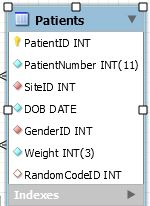 Patients
PatientID INT
PatientNumber INT(11)
SiteID INT
DOB DATE
GenderID INT
Weight INT(3)
RandomCodeID INT
Indexes